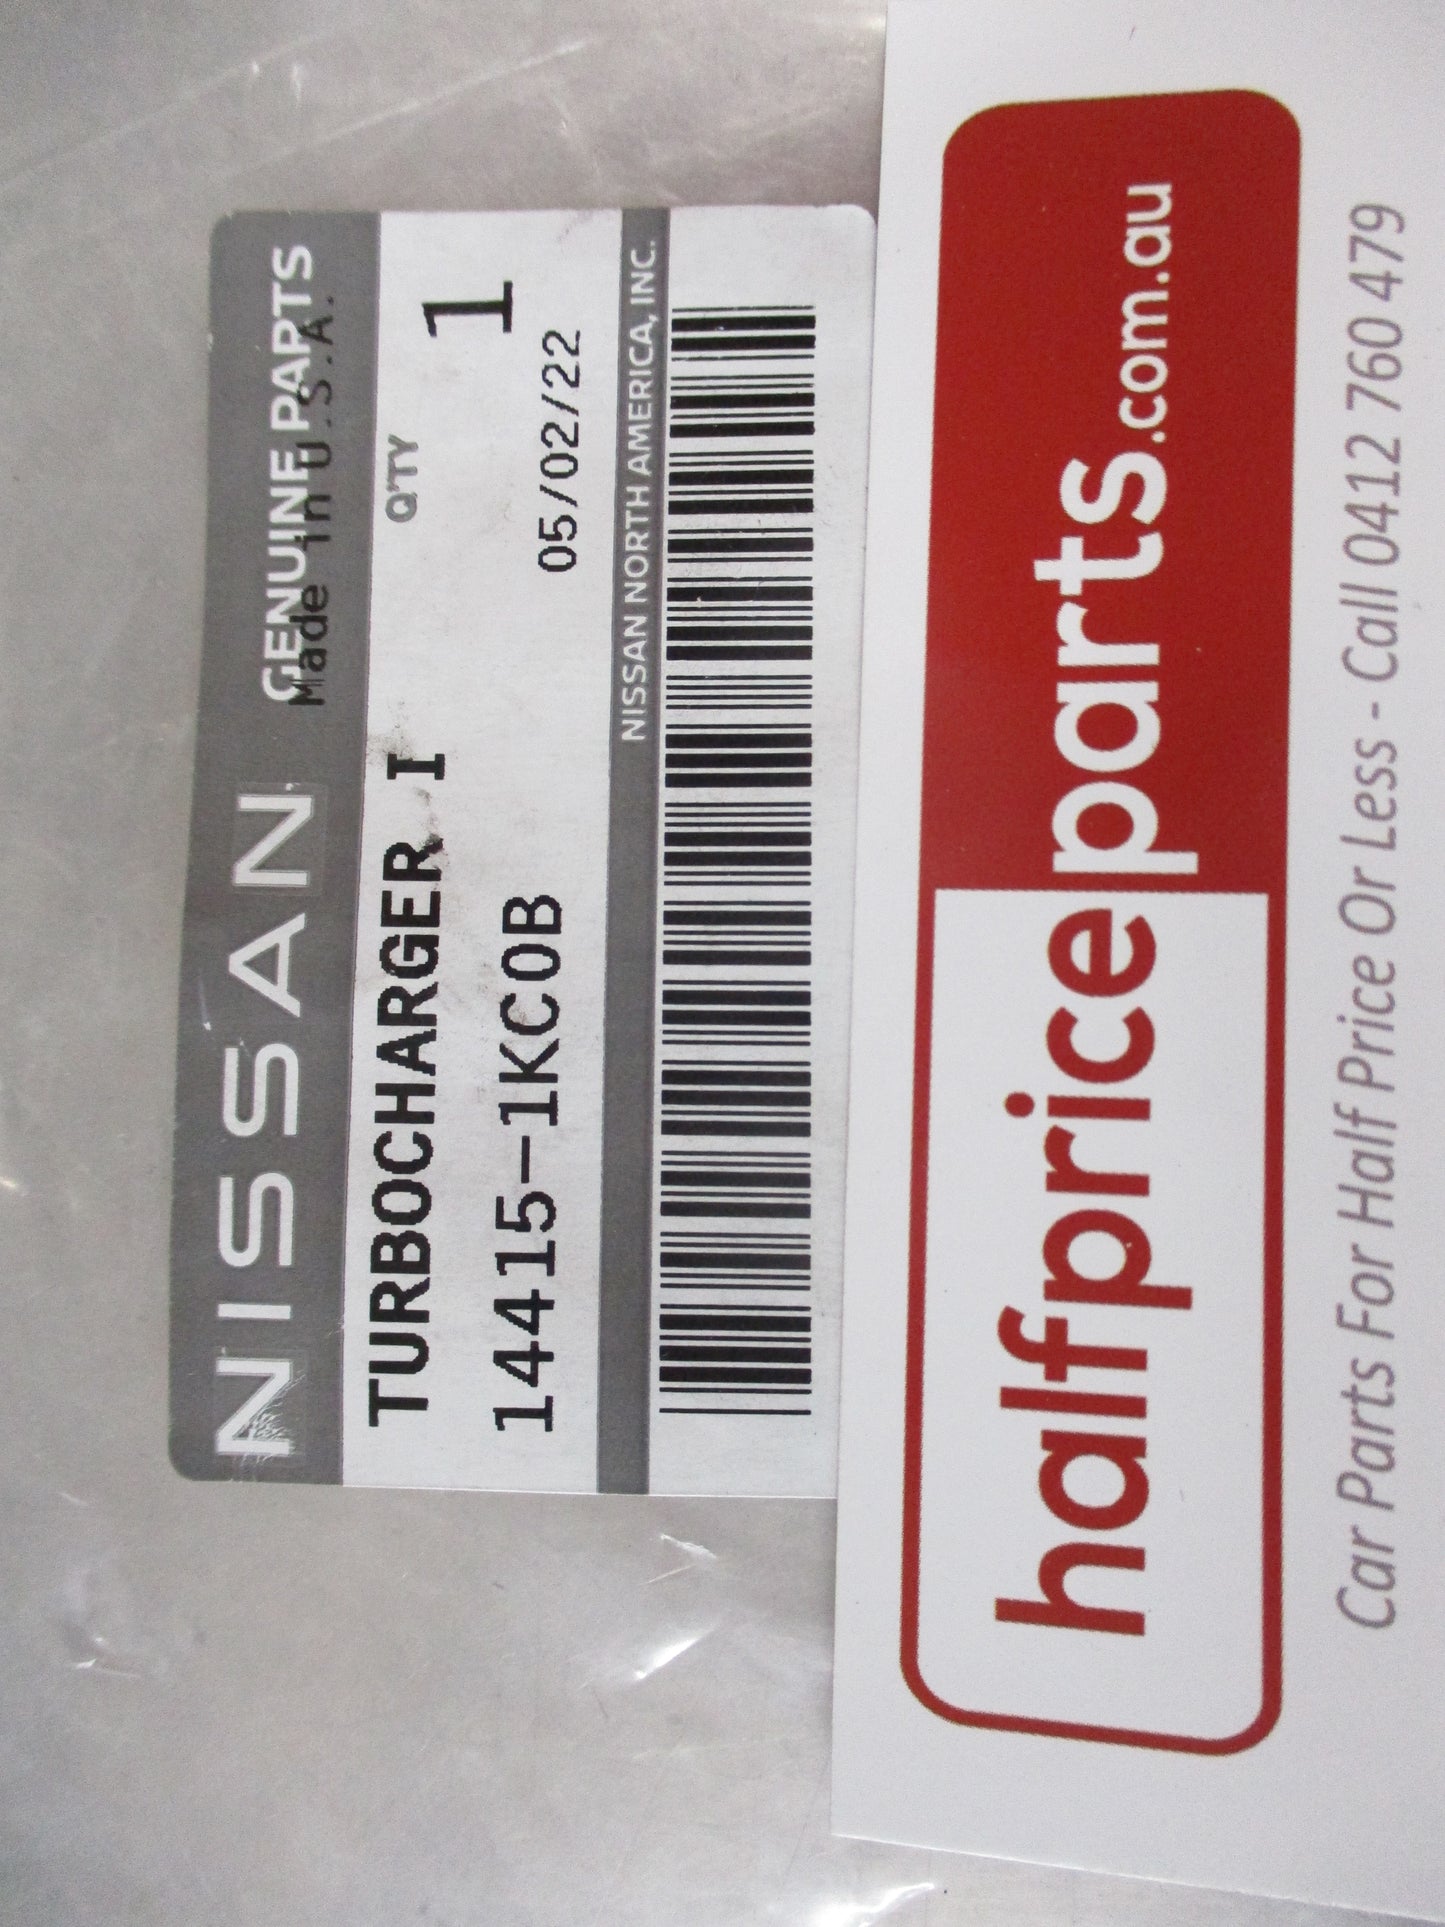 NISSAN GENUINE PARTS
Made in U.S.A.
TURBOCHARGER I
Q'TY
1
14415-1KC0B
05/02/22
NISSAN NORTH AMERICA, INC.
halfpriceparts.com.au
Car Parts For Half Price Or Less - Call 0412 760 479